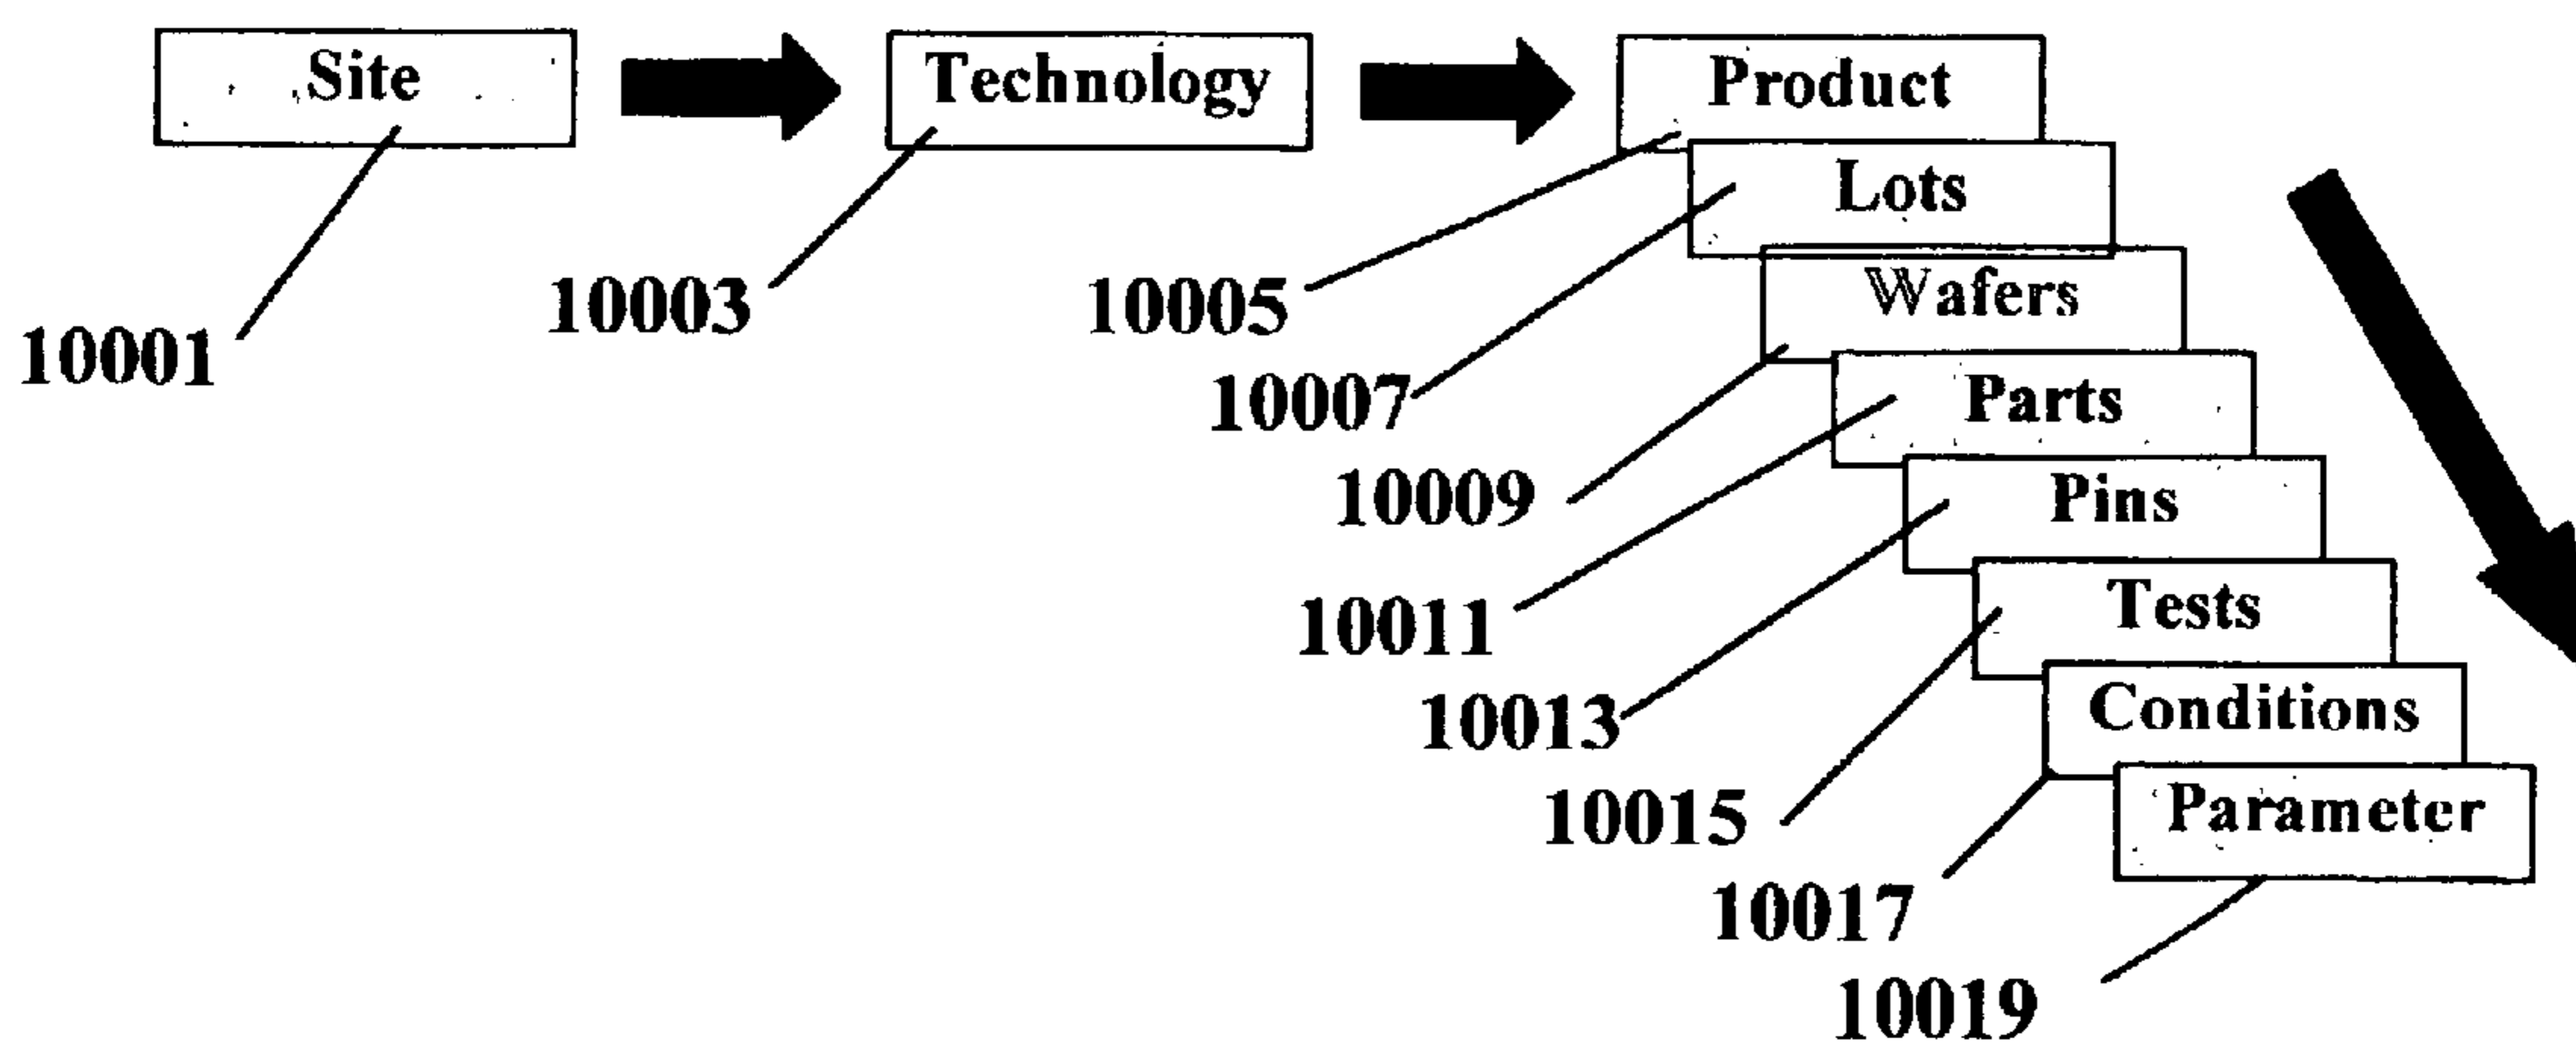 Site
Technology
Product
Lots
Wafers
Parts
Pins
Tests
Conditions
Parameter
10001
10003
10005
10007
10009
10011
10013
10015
10017
10019